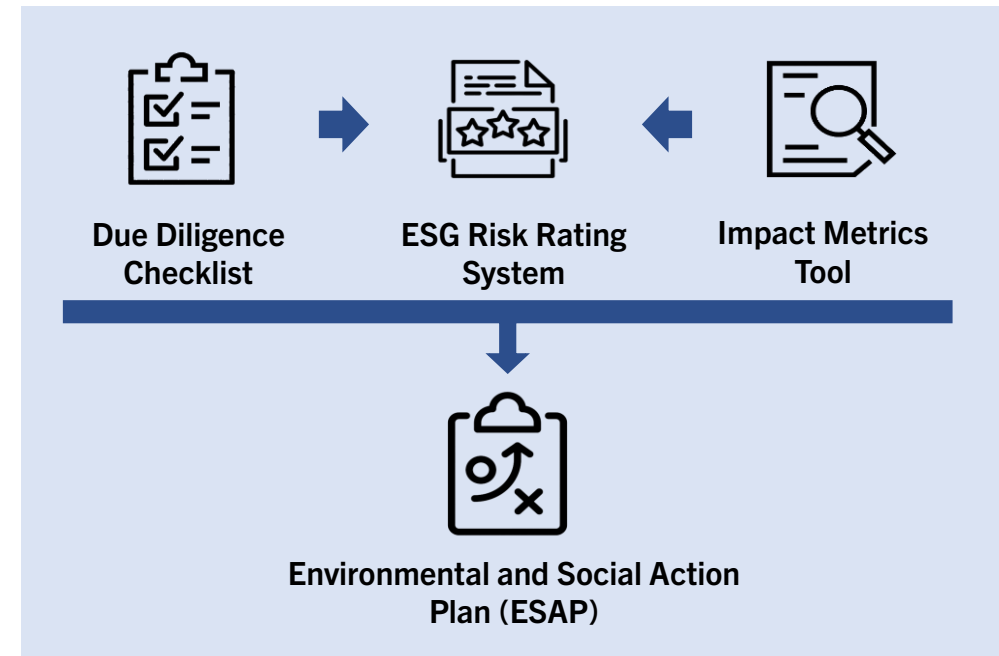 Due Diligence
Checklist
ESG Risk Rating
System
Impact Metrics
Tool
Environmental and Social Action
Plan (ESAP)